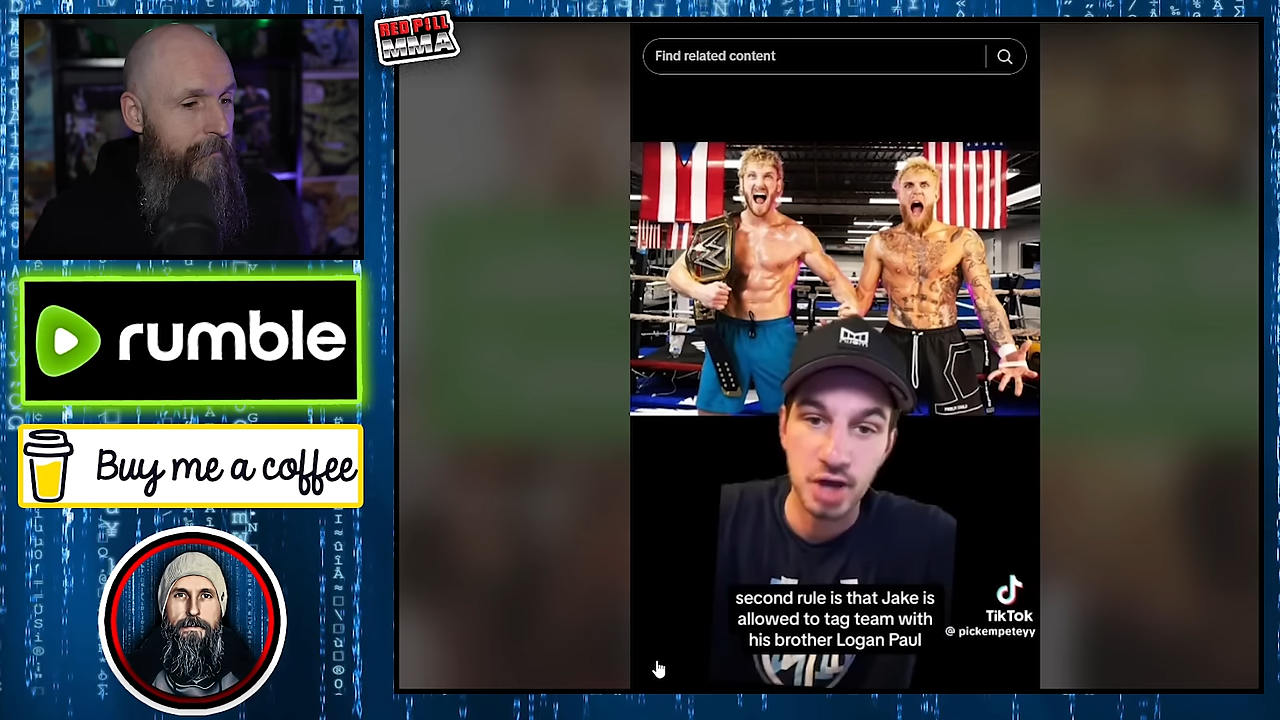 RED PILL
MMA
Find related content
rumble
Buy me a coffee
second rule is that Jake is
allowed to tag team with
his brother Logan Paul
TikTok
@ pickempeteyy